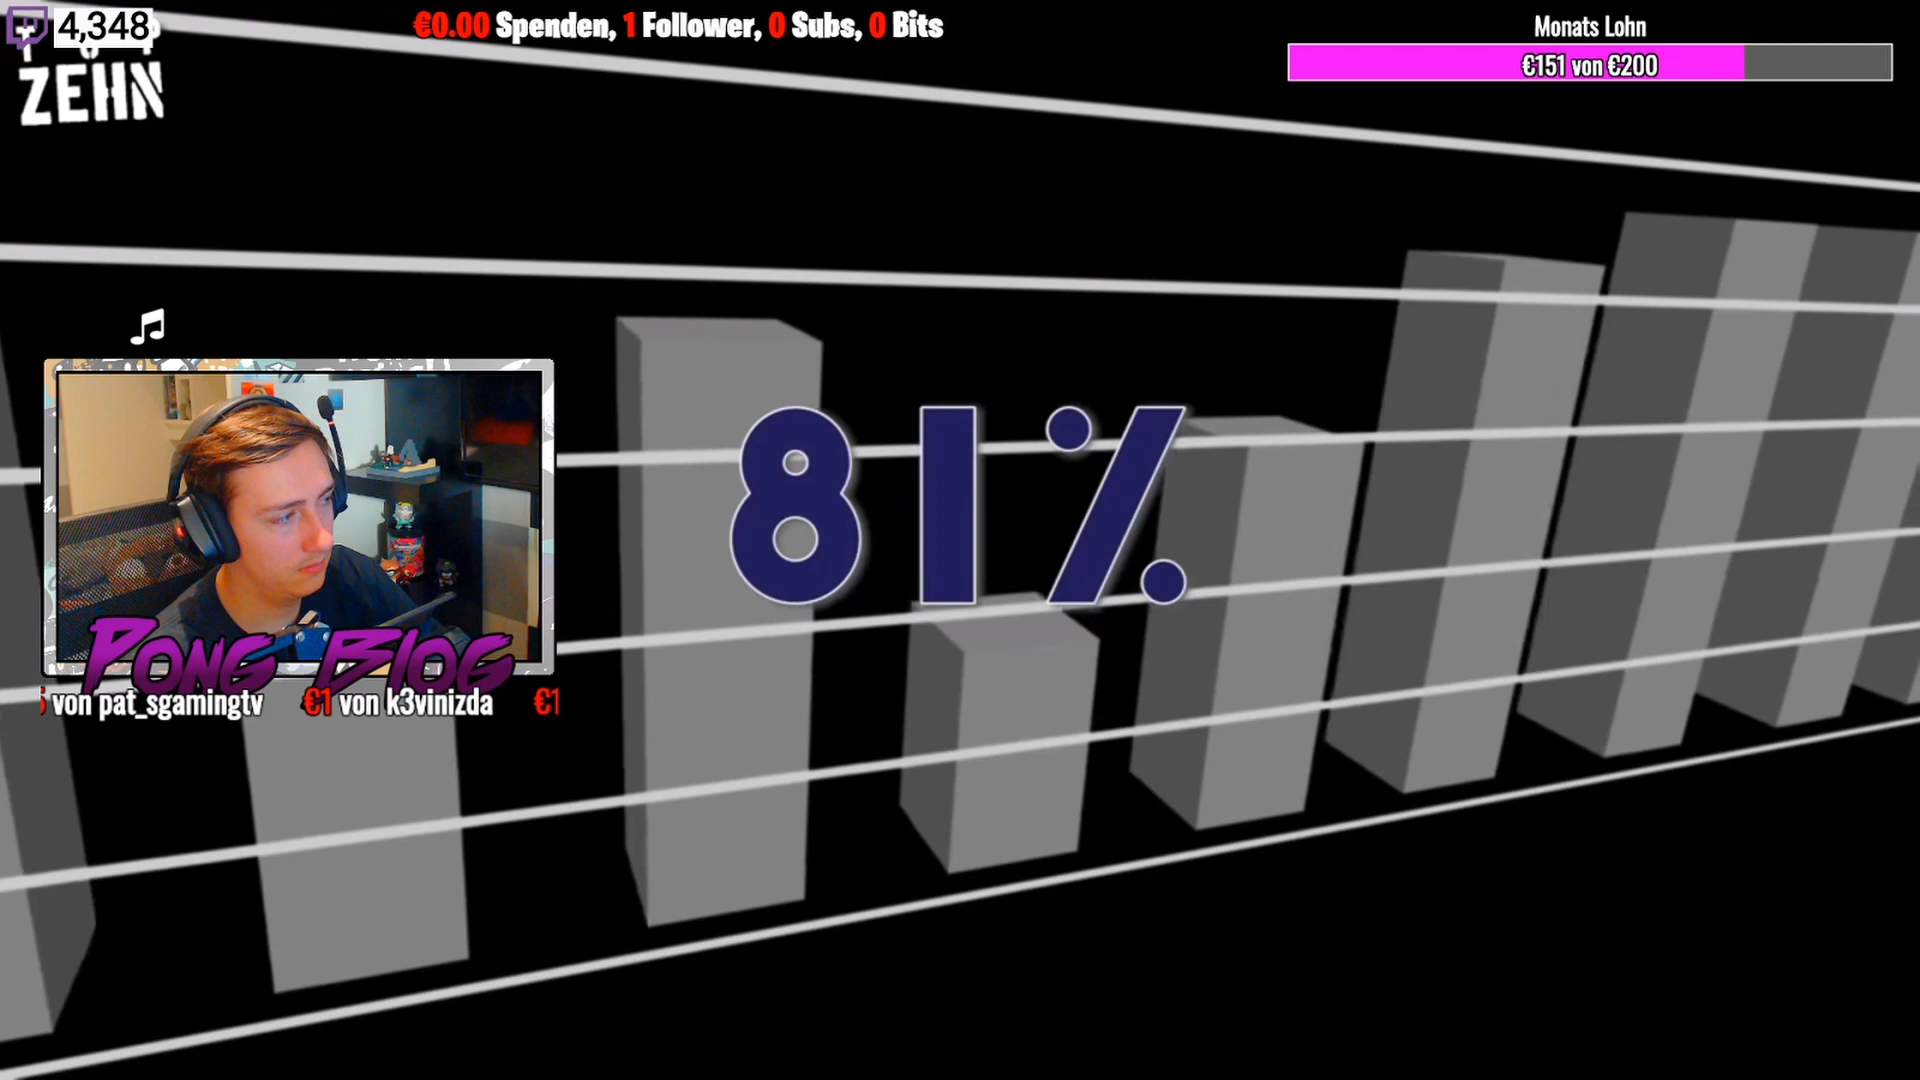 4,348
€0.00 Spenden, 1 Follower, 0 Subs, 0 Bits
Monats Lohn
€151 von €200
ZEHN
81%
PONG BLOG
von pat_sgamingtv €1 von k3vinizda €1